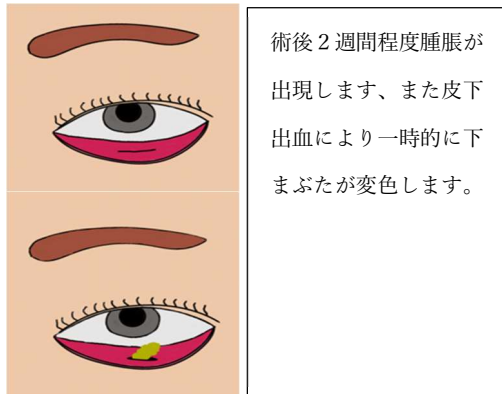 術後２週間程度腫脹が
出現します、また皮下
出血により一時的に下
まぶたが変色します。